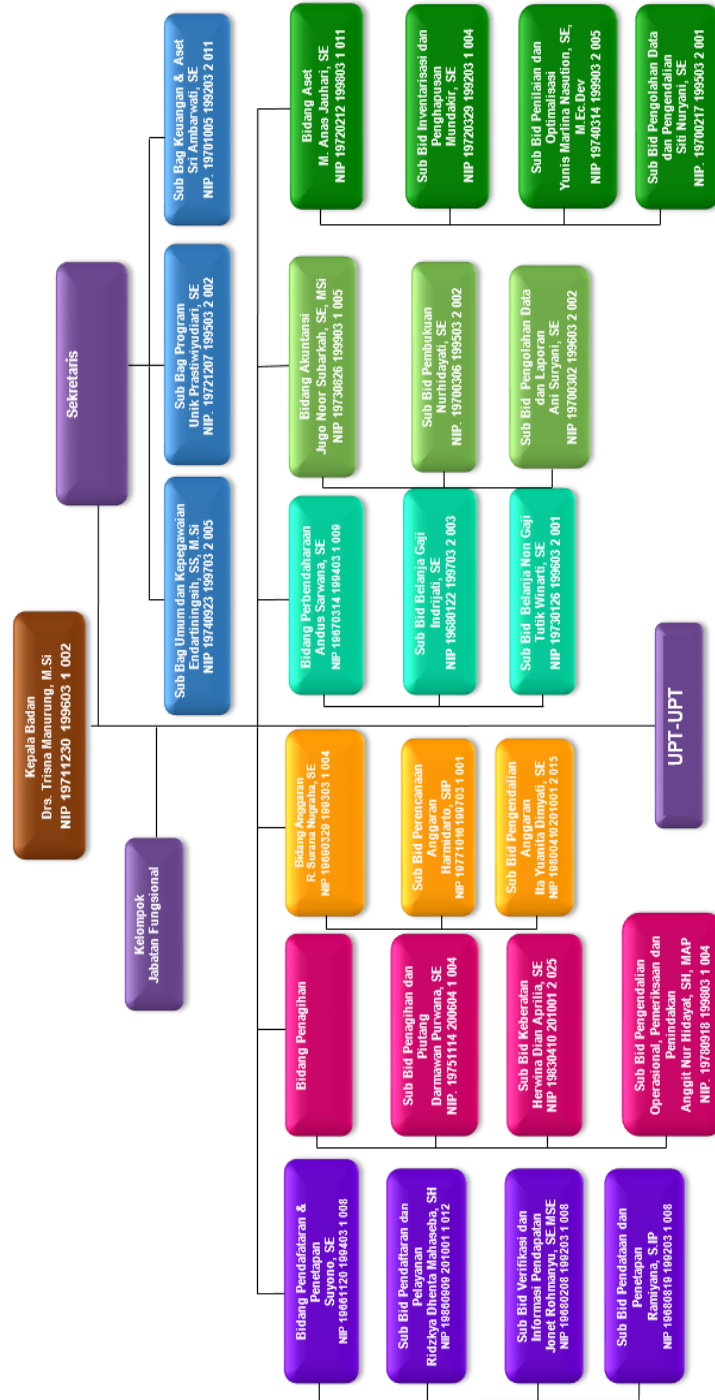 Kepala Badan
Drs. Trisna Manurung, M.Si
NIP 19711230 199603 1 002
Kelompok
Jabatan Fungsional
Sekretaris
Sub Bag Umum dan Kepegawaian
Endartiningsih, SS, M.Si
NIP 19740923 199703 2 005
Sub Bag Program
Unik Prastiwiyudiari, SE
NIP. 19721207 199503 2 002
Sub Bag Keuangan & Aset
Sri Ambarwati, SE
NIP. 19701005 199203 2 011
Bidang Pendafataran &
Penetapan
Suyono, SE
NIP 19661120 199403 1 008
Sub Bid Pendaftaran dan
Pelayanan
Ridzkya Dhenta Mahaseba, SH
NIP 19860909 201001 1 012
Sub Bid Verifikasi dan
Informasi Pendapatan
Jonet Rohmanyu, SE.MSE
NIP 19680208 199203 1 008
Sub Bid Pendataan dan
Penetapan
Ramiyana, S.IP
NIP 19680819 199203 1 008
Bidang Penagihan
Sub Bid Penagihan dan
Piutang
Darmawan Purwana, SE
NIP. 19751114 200604 1 004
Sub Bid Keberatan
Herwina Dian Aprilia, SE
NIP 19830410 201001 2 025
Sub Bid Pengendalian
Operasional, Pemeriksaan dan
Penindakan
Anggit Nur Hidayat, SH, MAP
NIP. 19780918 199803 1 004
Bidang Anggaran
R. Surana Nugraha, SE
NIP 19690329 199303 1 004
Sub Bid Perencanaan
Anggaran
Harmidarto, SIP
NIP 19771016 199703 1 001
Sub Bid Pengendalian
Anggaran
Ita Yuanita Dimyati, SE
NIP 19800410 201001 2 015
Bidang Perbendaharaan
Andus Sarwana, SE
NIP 19670314 199403 1 009
Sub Bid Belanja Gaji
Indrijati, SE
NIP 19680122 199703 2 003
Sub Bid Belanja Non Gaji
Tutik Winarti, SE
NIP 19730126 199603 2 001
Bidang Akuntansi
Jugo Noor Subarkah, SE, MSi
NIP 19730826 199903 1 005
Sub Bid Pembukuan
Nurhidayati, SE
NIP. 19700306 199503 2 002
Sub Bid Pengolahan Data
dan Laporan
Ani Suryani, SE
NIP 19700302 199603 2 002
Bidang Aset
M. Anas Jauhari, SE
NIP 19720212 199803 1 011
Sub Bid Inventarisasi dan
Penghapusan
Mundakir, SE
NIP 19720329 199203 1 004
Sub Bid Penilaian dan
Optimalisasi
Yunis Marlina Nasution, SE,
M.Ec.Dev
NIP 19740314 199903 2 005
Sub Bid Pengolahan Data
dan Pengendalian
Siti Nuryani, SE
NIP. 19700217 199503 2 001
UPT-UPT